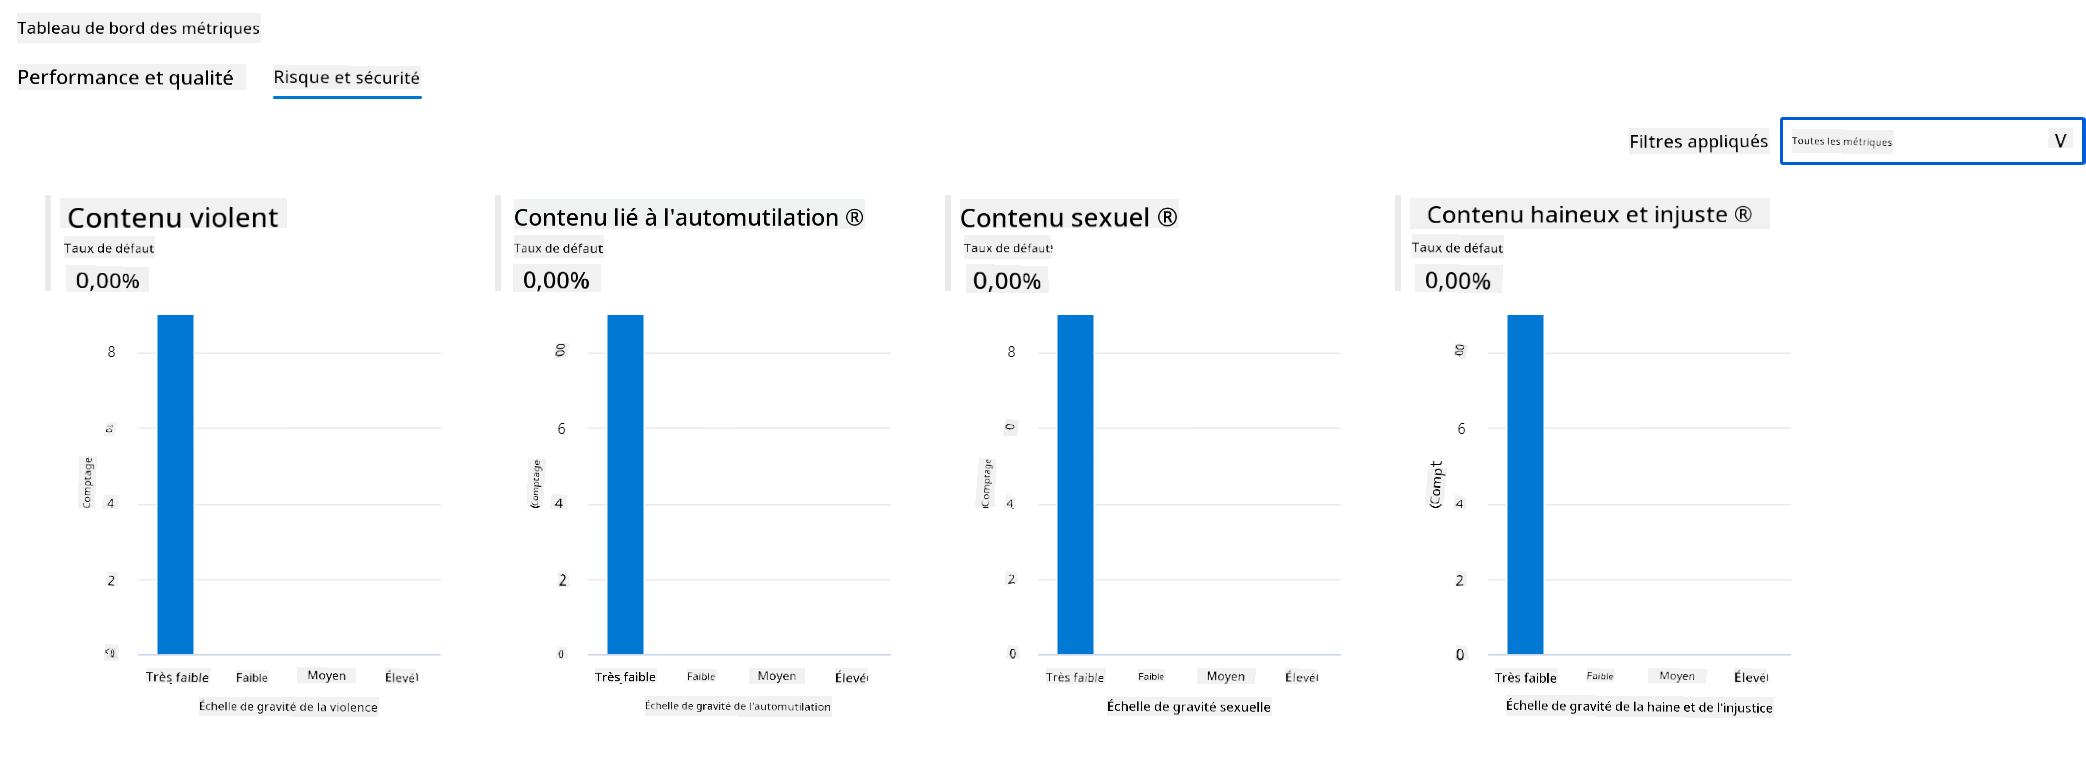 Tableau de bord des métriques
Performance et qualité
Risque et sécurité
Filtres appliqués
Toutes les métriques
V
Contenu violent
Taux de défaut
0,00%
8
4
2
Comptage
Très faible
Faible
Moyen
Élevé
Échelle de gravité de la violence
Contenu lié à l'automutilation ®
Taux de défaut
0,00%
6
4
2
0
(Comptage
Très faible
Faible
Moyen
Élevé
Échelle de gravité de l'automutilation
Contenu sexuel ®
Taux de défaut
0,00%
8
0
4
2
0
Comptage
Très faible
Faible
Moyen
Élevé
Échelle de gravité sexuelle
Contenu haineux et injuste ®
Taux de défaut
0,00%
6
4
2
0
(Compt
Très faible
Faible
Moyen
Élevé
Échelle de gravité de la haine et de l'injustice